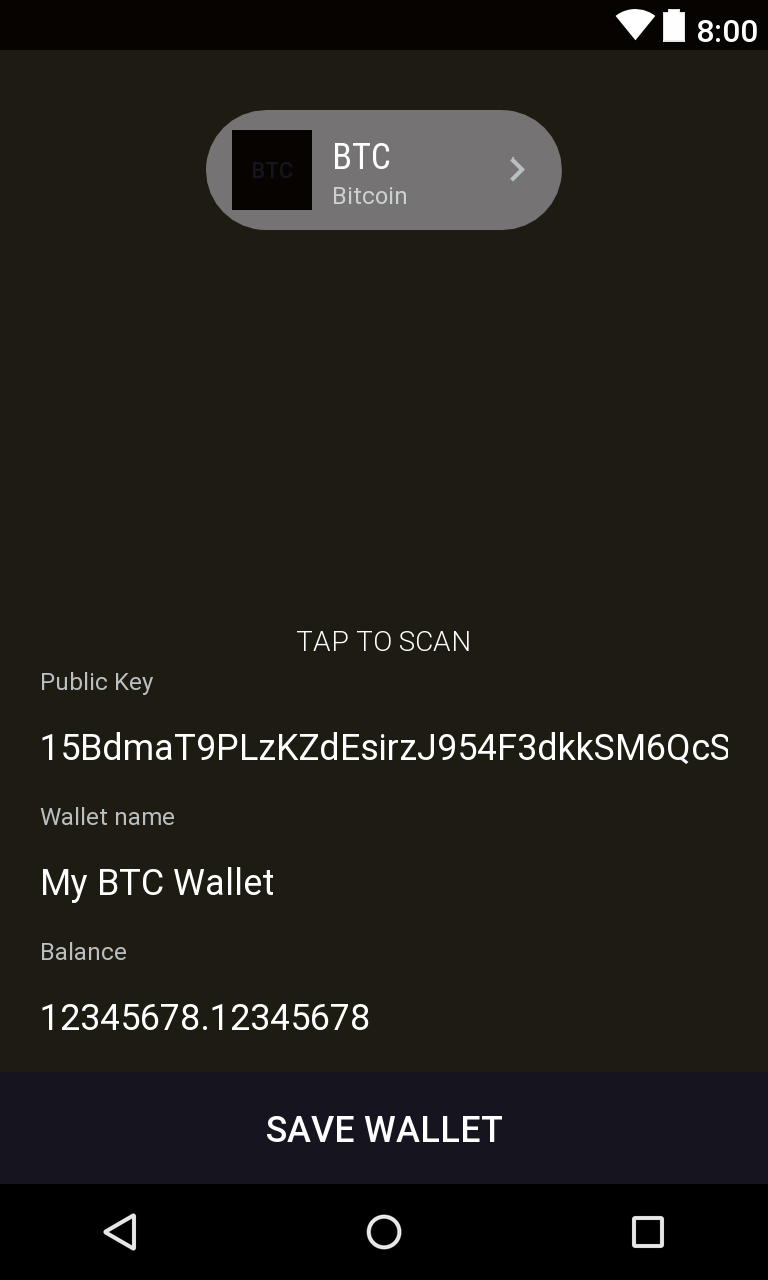 8:00
BTC
BTC
Bitcoin
TAP TO SCAN
Public Key
15BdmaT9PLzKZdEsirzJ954F3dkkSM6QcS
Wallet name
My BTC Wallet
Balance
12345678.12345678
SAVE WALLET